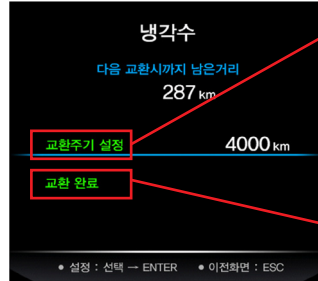 냉각수
다음 교환시까지 남은거리
287 km
교환주기 설정 4000 km
교환 완료
● 설정 : 선택 → ENTER ● 이전화면 : ESC